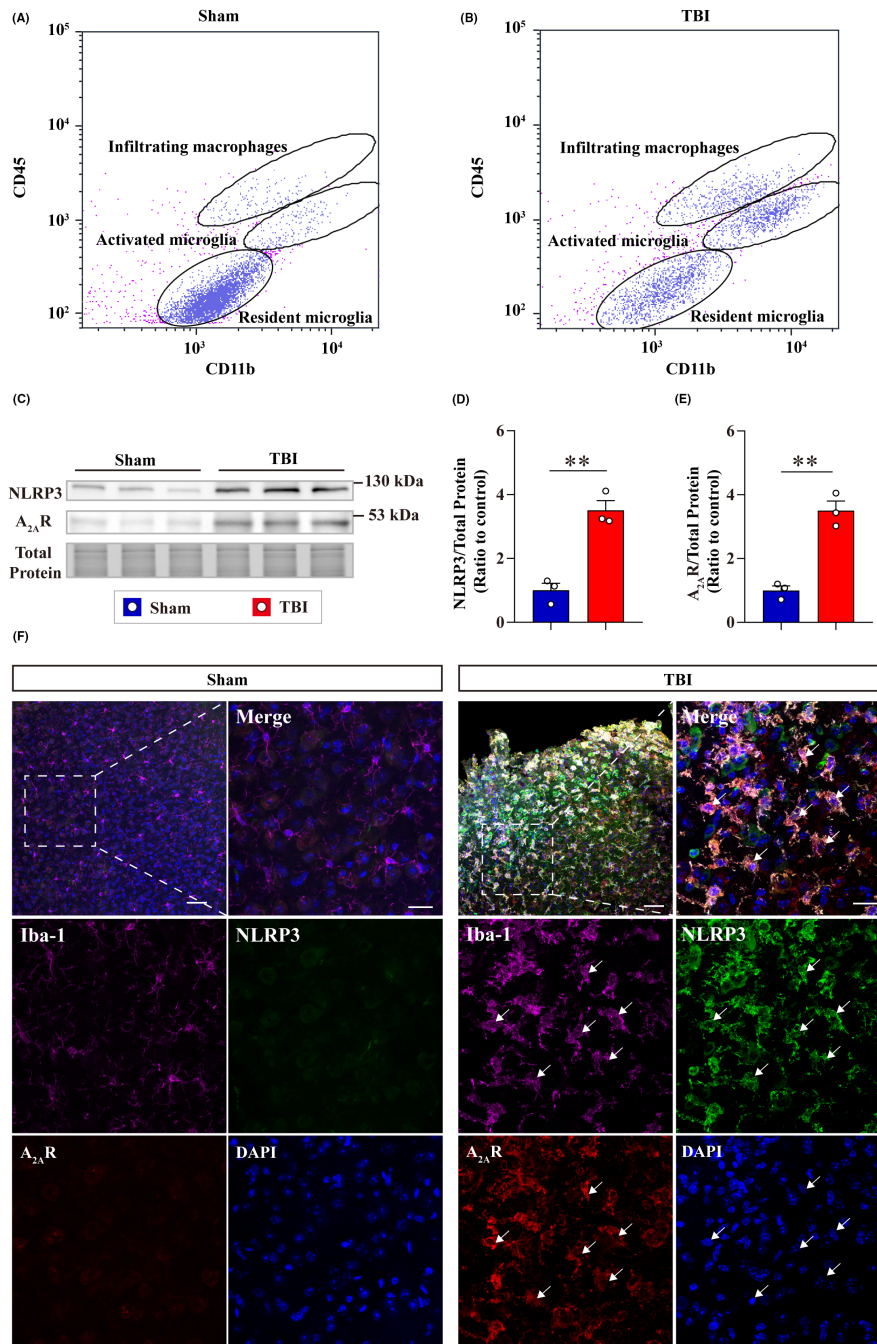 (A)
Sham
10⁵
10⁴
10³
10²
CD45
Infiltrating macrophages
Activated microglia
Resident microglia
10³
10⁴
CD11b
(B)
TBI
10⁵
10⁴
10³
10²
CD45
Infiltrating macrophages
Activated microglia
Resident microglia
10³
10⁴
CD11b
(C)
Sham
TBI
NLRP3
130 kDa
A₂ₐR
53 kDa
Total
Protein
Sham
TBI
(D)
NLRP3/Total Protein
(Ratio to control)
6
4
2
0
**
(E)
A₂ₐR/Total Protein
(Ratio to control)
6
4
2
0
**
(F)
Sham
Merge
Iba-1
NLRP3
A₂ₐR
DAPI
TBI
Merge
Iba-1
NLRP3
A₂ₐR
DAPI